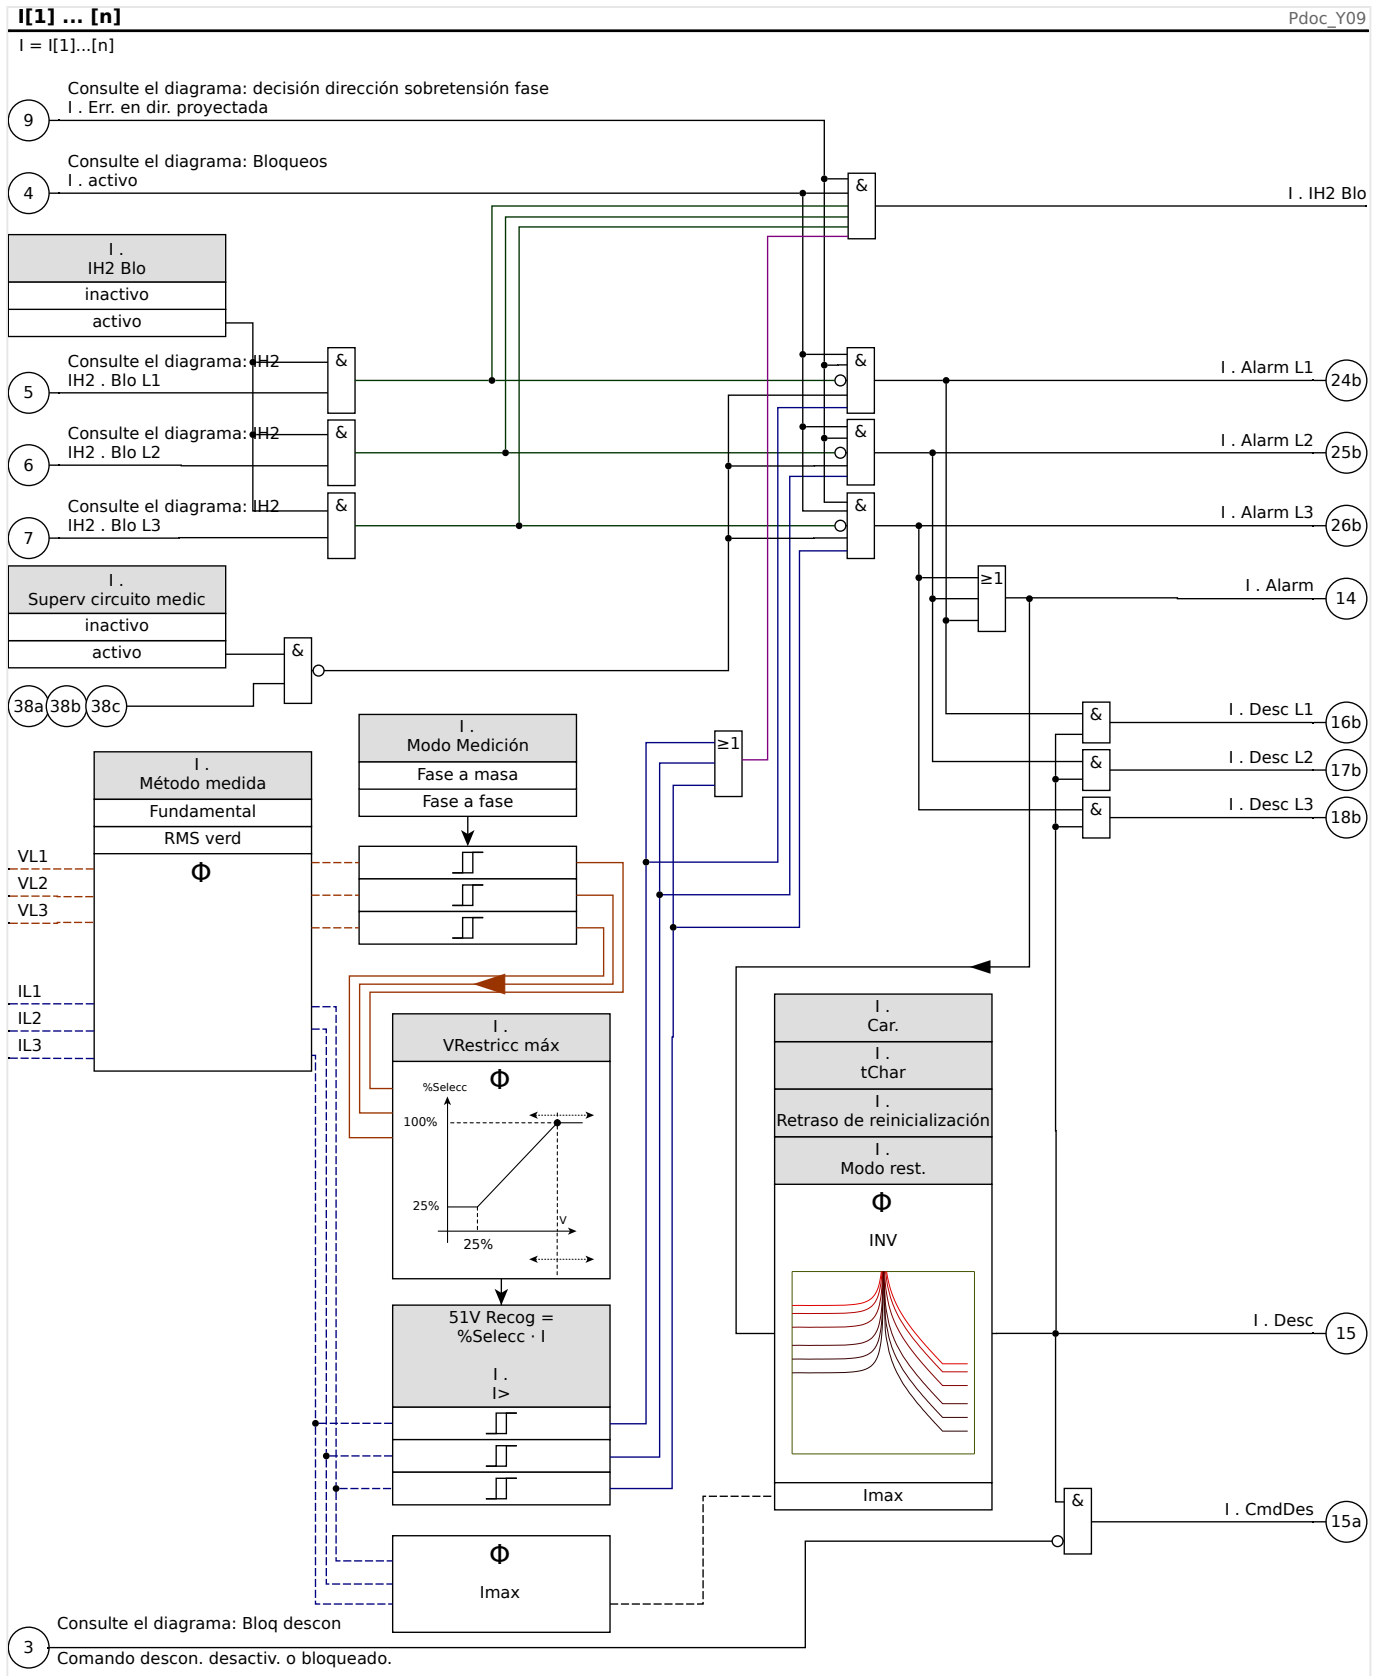 I[1] ... [n]
Pdoc_Y09
I = I[1]...[n]
Consulte el diagrama: decisión dirección sobretensión fase
I . Err. en dir. proyectada
9
Consulte el diagrama: Bloqueos
I . activo
4
&
I . IH2 Blo
I .
IH2 Blo
inactivo
activo
Consulte el diagrama: IH2
IH2 . Blo L1
5
&
&
I . Alarm L1
24b
Consulte el diagrama: IH2
IH2 . Blo L2
6
&
&
I . Alarm L2
25b
Consulte el diagrama: IH2
IH2 . Blo L3
7
&
&
I . Alarm L3
26b
I .
Superv circuito medic
inactivo
activo
≥1
I . Alarm
14
&
38a
38b
38c
I .
Modo Medición
Fase a masa
Fase a fase
≥1
&
I . Desc L1
16b
&
I . Desc L2
17b
&
I . Desc L3
18b
I .
Método medida
Fundamental
RMS verd
Φ
VL1
VL2
VL3
IL1
IL2
IL3
I .
VRestricc máx
Φ
%Selecc
100%
25%
V
25%
I .
Car.
I .
tChar
I .
Retraso de reinicialización
I .
Modo rest.
Φ
INV
Imax
51V Recog =
%Selecc · I
I .
I>
I . Desc
15
&
I . CmdDes
15a
Φ
Imax
Consulte el diagrama: Bloq descon
3
Comando descon. desactiv. o bloqueado.